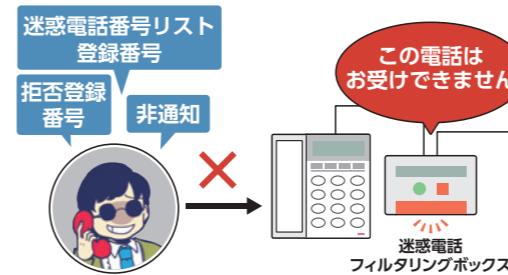 迷惑電話番号リスト
登録番号
拒否登録
番号
非通知
この電話は
お受けできません
迷惑電話
フィルタリングボックス